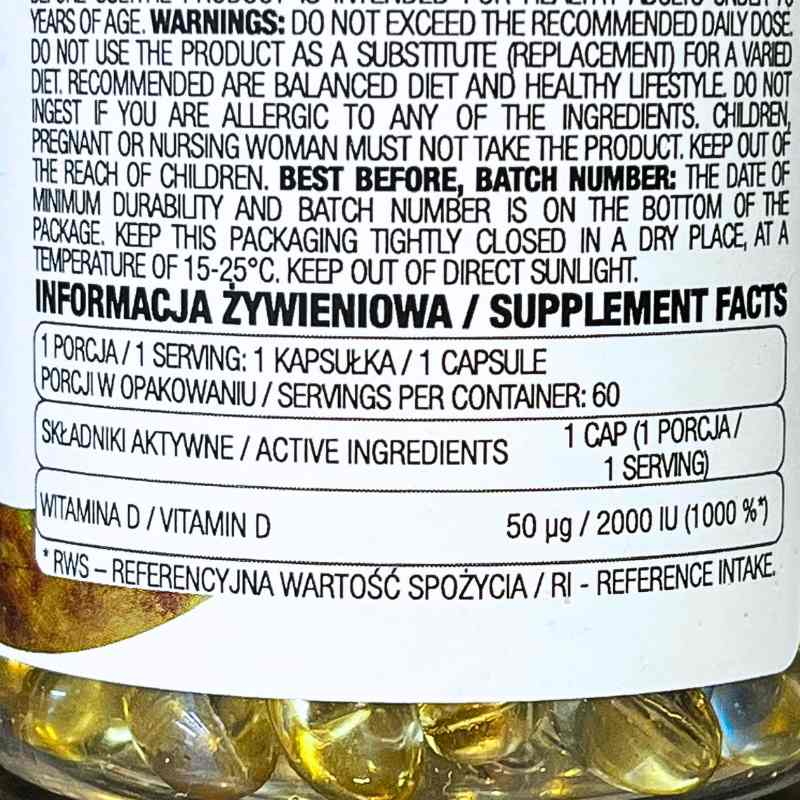 PRODUCT IS INTENDED FOR HEALTHY ADULTS
YEARS OF AGE. WARNINGS: DO NOT EXCEED THE RECOMMENDED DAILY DOSE.
DO NOT USE THE PRODUCT AS A SUBSTITUTE (REPLACEMENT) FOR A VARIED
DIET. RECOMMENDED ARE BALANCED DIET AND HEALTHY LIFESTYLE. DO NOT
INGEST IF YOU ARE ALLERGIC TO ANY OF THE INGREDIENTS. CHILDREN,
PREGNANT OR NURSING WOMAN MUST NOT TAKE THE PRODUCT. KEEP OUT OF
THE REACH OF CHILDREN. BEST BEFORE, BATCH NUMBER: THE DATE OF
MINIMUM DURABILITY AND BATCH NUMBER IS ON THE BOTTOM OF THE
PACKAGE. KEEP THIS PACKAGING TIGHTLY CLOSED IN A DRY PLACE, AT A
TEMPERATURE OF 15-25°C. KEEP OUT OF DIRECT SUNLIGHT.
INFORMACJA ŻYWIENIOWA / SUPPLEMENT FACTS
1 PORCJA / 1 SERVING: 1 KAPSUŁKA / 1 CAPSULE
PORCJI W OPAKOWANIU / SERVINGS PER CONTAINER: 60
SKŁADNIKI AKTYWNE / ACTIVE INGREDIENTS 1 CAP (1 PORCJA /
1 SERVING)
WITAMINA D / VITAMIN D 50 µg / 2000 IU (1000 %*)
* RWS – REFERENCYJNA WARTOŚĆ SPOŻYCIA / RI - REFERENCE INTAKE.